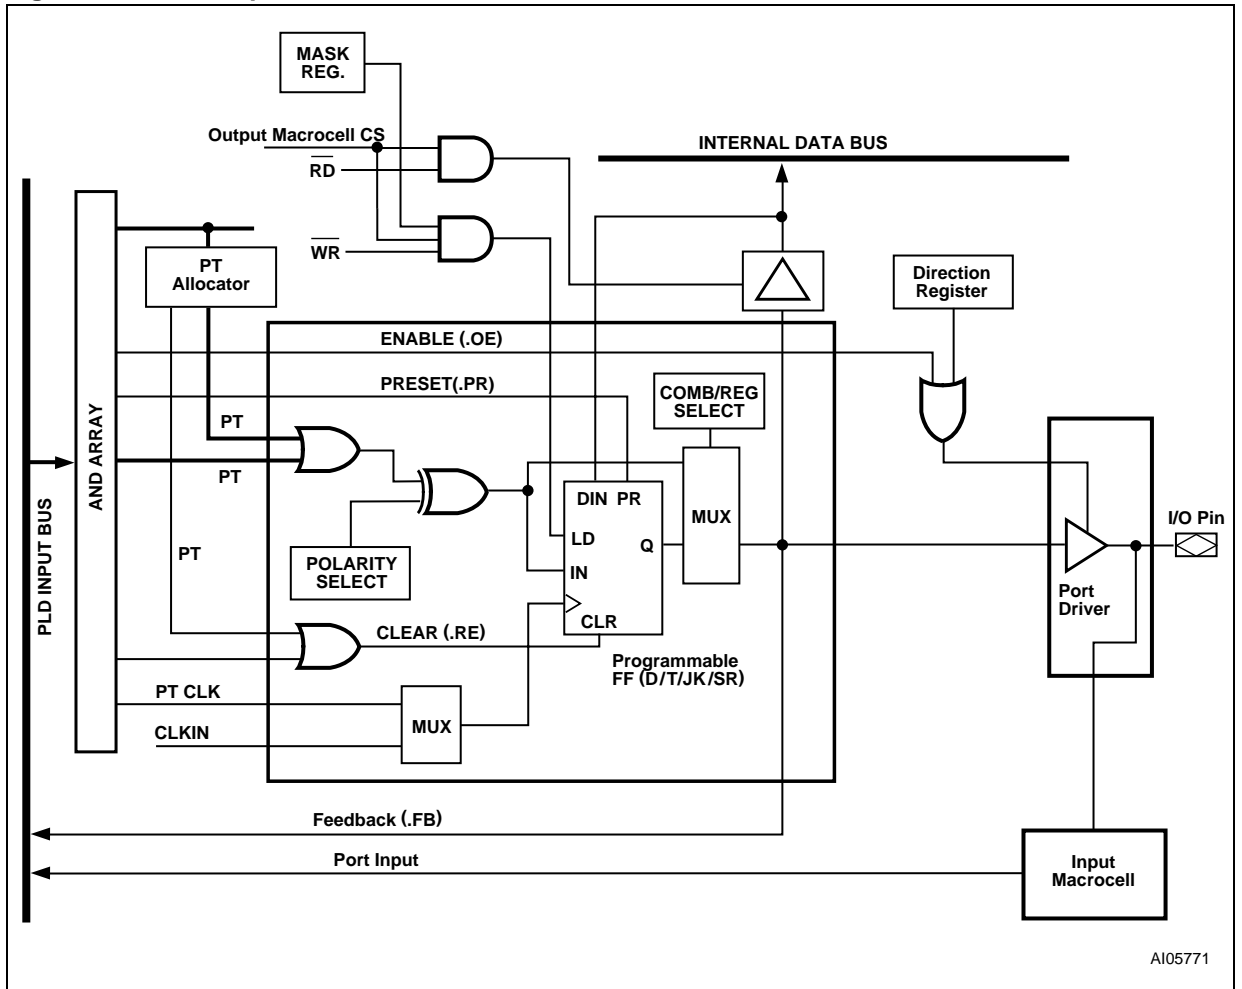 MASK
REG.
Output Macrocell CS
RD
WR
INTERNAL DATA BUS
PT
Allocator
Direction
Register
ENABLE (.OE)
PRESET(.PR)
COMB/REG
SELECT
PT
PT
AND ARRAY
PLD INPUT BUS
DIN PR
MUX
LD
Q
IN
CLR
I/O Pin
POLARITY
SELECT
PT
Port
Driver
CLEAR (.RE)
Programmable
FF (D/T/JK/SR)
PT CLK
MUX
CLKIN
Feedback (.FB)
Port Input
Input
Macrocell
AI05771